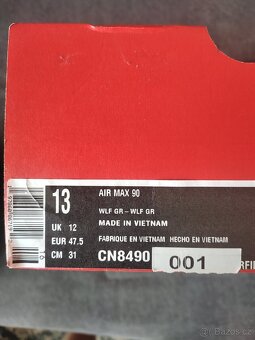 13
AIR MAX 90
WLF GR – WLF GR
UK 12
MADE IN VIETNAM
EUR 47.5
FABRIQUE EN VIETNAM HECHO EN VIETNAM
CM 31
CN8490 001